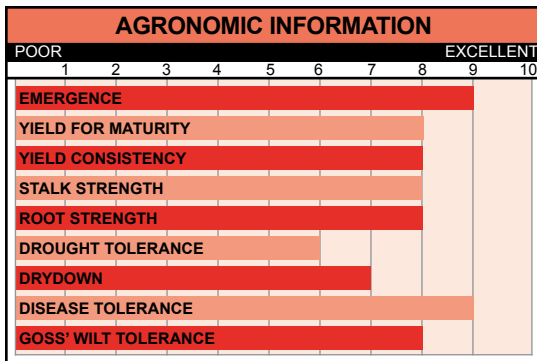 AGRONOMIC INFORMATION
POOR EXCELLENT
1 2 3 4 5 6 7 8 9 10
EMERGENCE
YIELD FOR MATURITY
YIELD CONSISTENCY
STALK STRENGTH
ROOT STRENGTH
DROUGHT TOLERANCE
DRYDOWN
DISEASE TOLERANCE
GOSS' WILT TOLERANCE